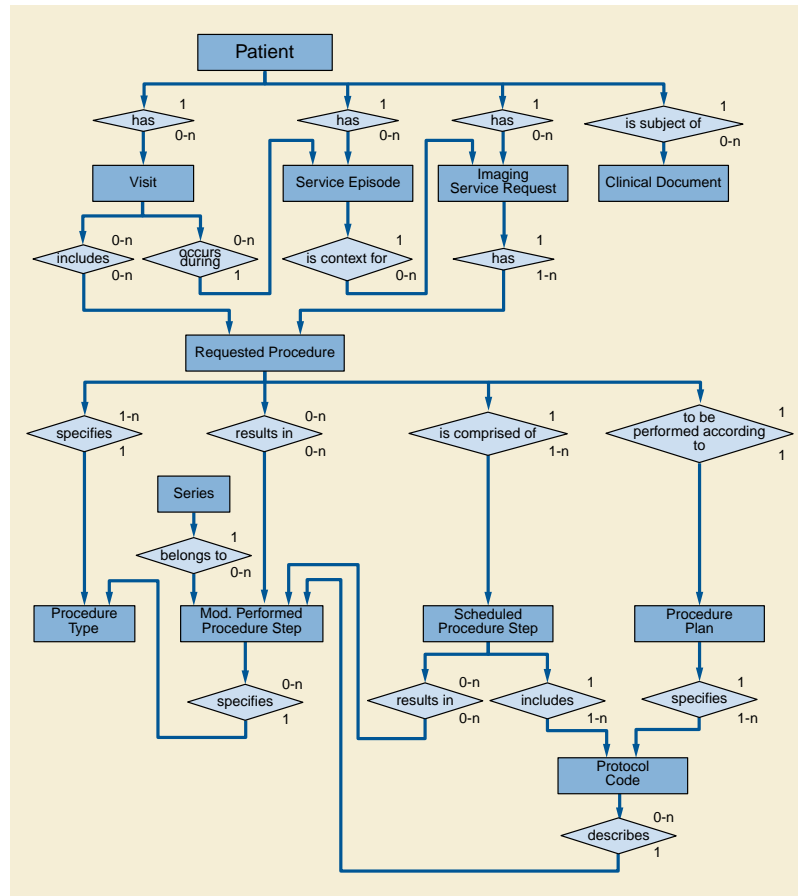 Patient
1
has
0-n
1
has
0-n
1
has
0-n
1
is subject of
0-n
Visit
Service Episode
Imaging
Service Request
Clinical Document
0-n
includes
0-n
0-n
occurs
during
1
1
is context for
0-n
1
has
1-n
Requested Procedure
1-n
specifies
1
0-n
results in
0-n
1
is comprised of
1-n
to be
performed according
to
1
1
Series
1
belongs to
0-n
Procedure
Type
Mod. Performed
Procedure Step
Scheduled
Procedure Step
Procedure
Plan
0-n
specifies
1
0-n
results in
0-n
1
includes
1-n
1
specifies
1-n
Protocol
Code
0-n
describes
1